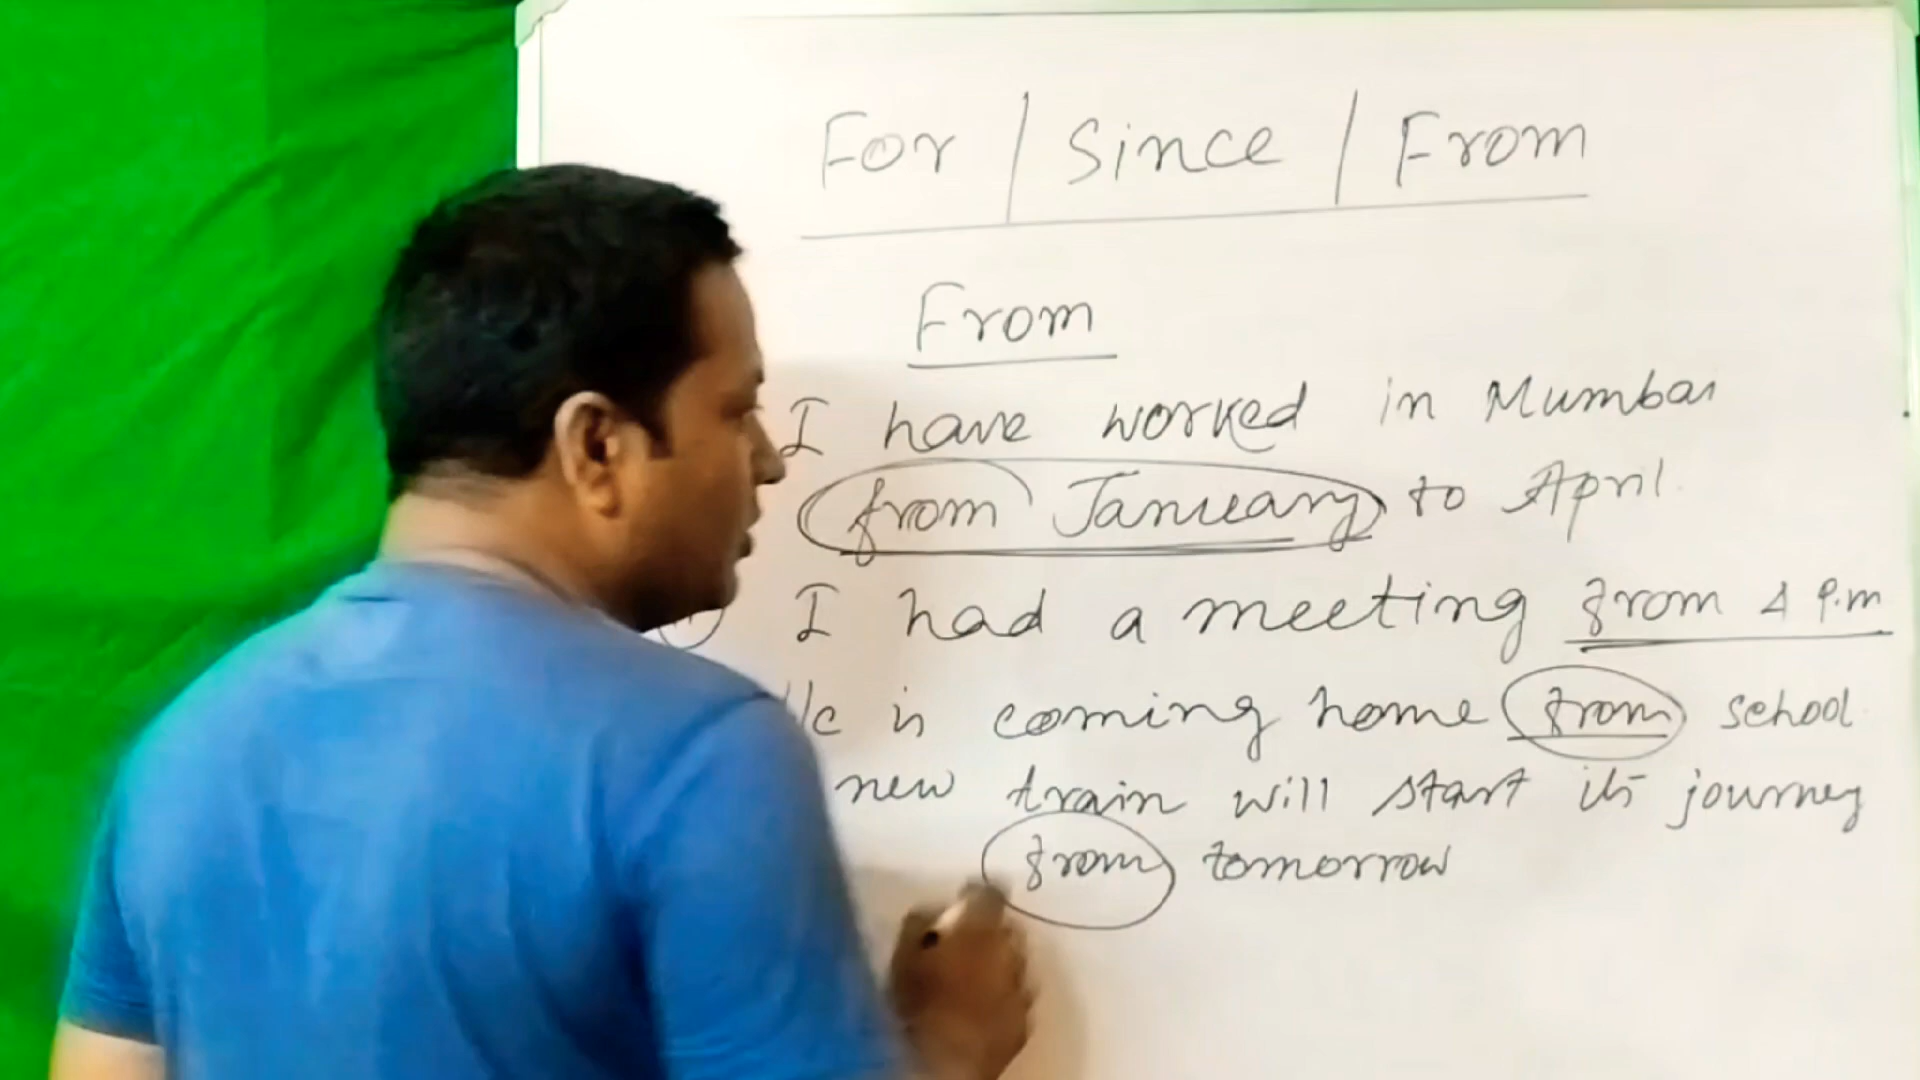 For / Since / From
From
I have worked in Mumbai
from January to April.
I had a meeting from 4 P.m
is coming home from school
new train will start its journey
from tomorrow